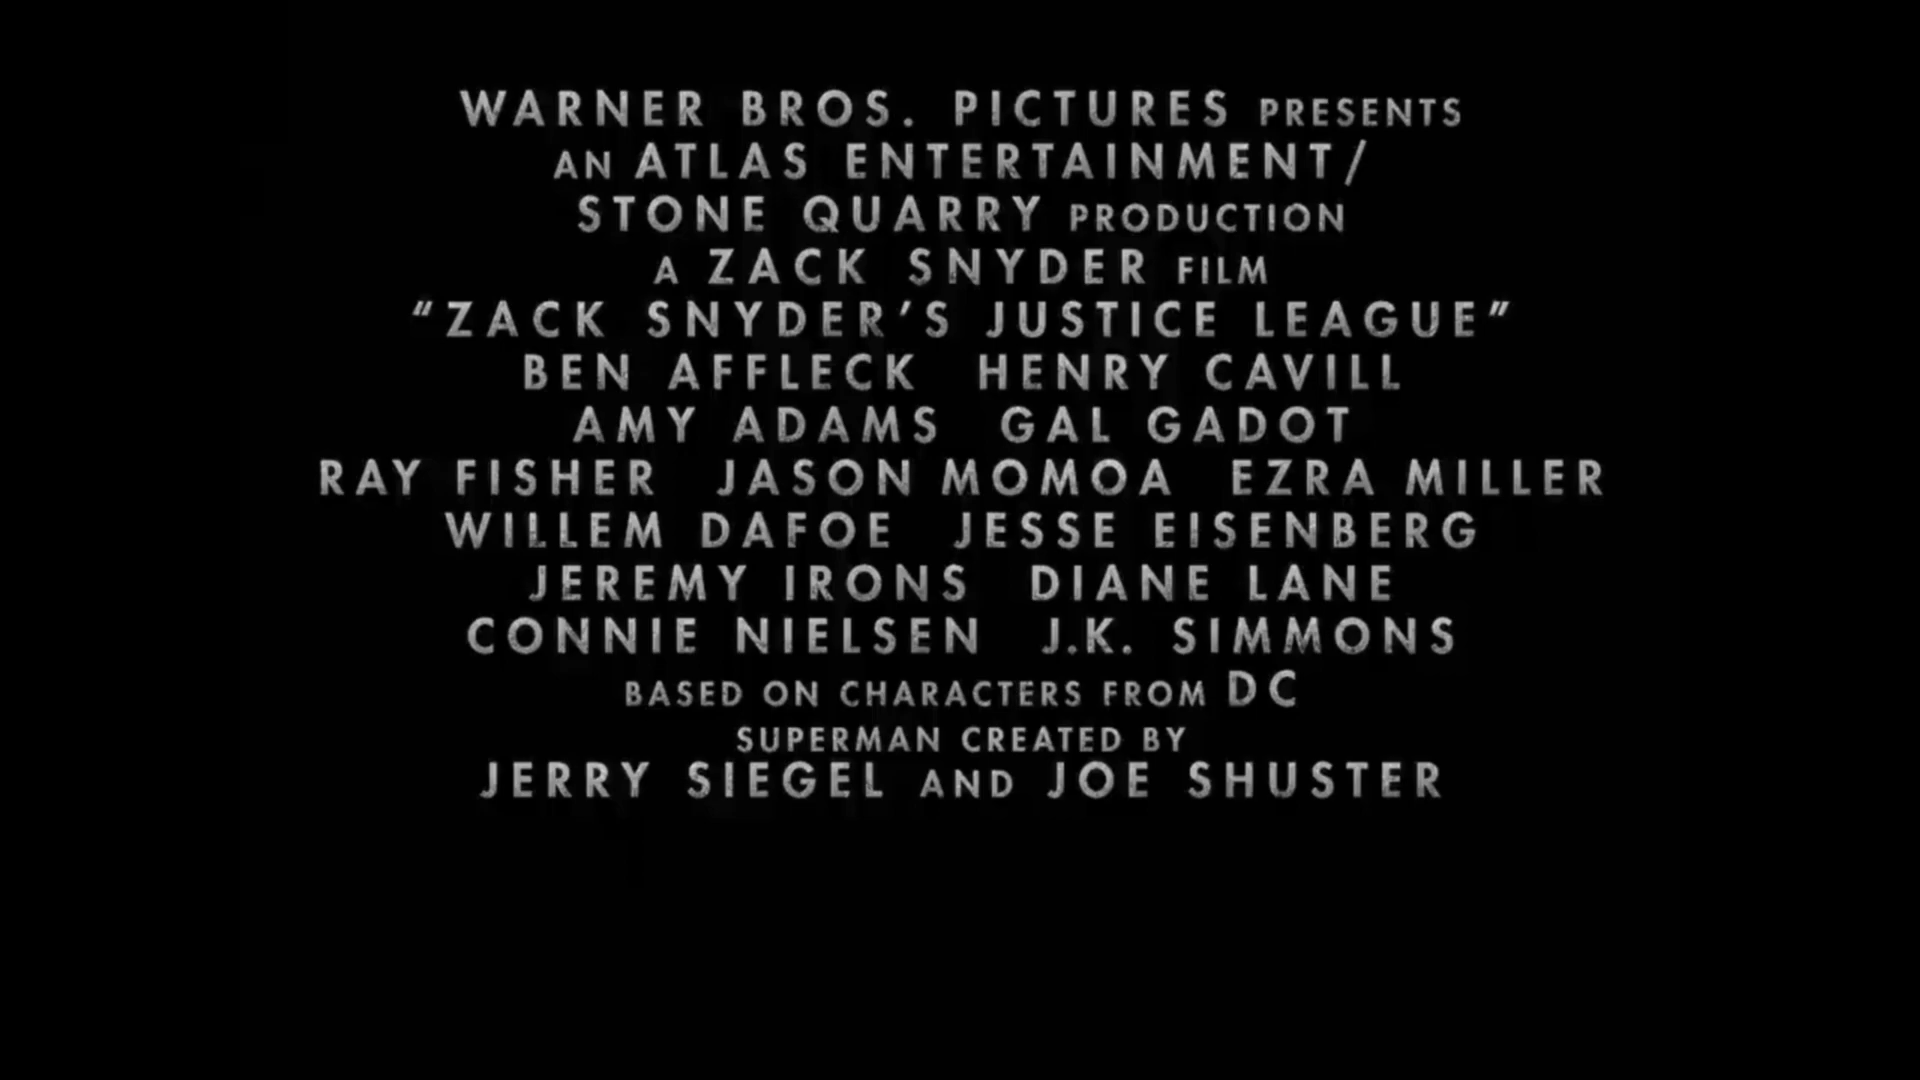 WARNER BROS. PICTURES PRESENTS
AN ATLAS ENTERTAINMENT/
STONE QUARRY PRODUCTION
A ZACK SNYDER FILM
“ZACK SNYDER’S JUSTICE LEAGUE”
BEN AFFLECK HENRY CAVILL
AMY ADAMS GAL GADOT
RAY FISHER JASON MOMOA EZRA MILLER
WILLEM DAFOE JESSE EISENBERG
JEREMY IRONS DIANE LANE
CONNIE NIELSEN J.K. SIMMONS
BASED ON CHARACTERS FROM DC
SUPERMAN CREATED BY
JERRY SIEGEL AND JOE SHUSTER